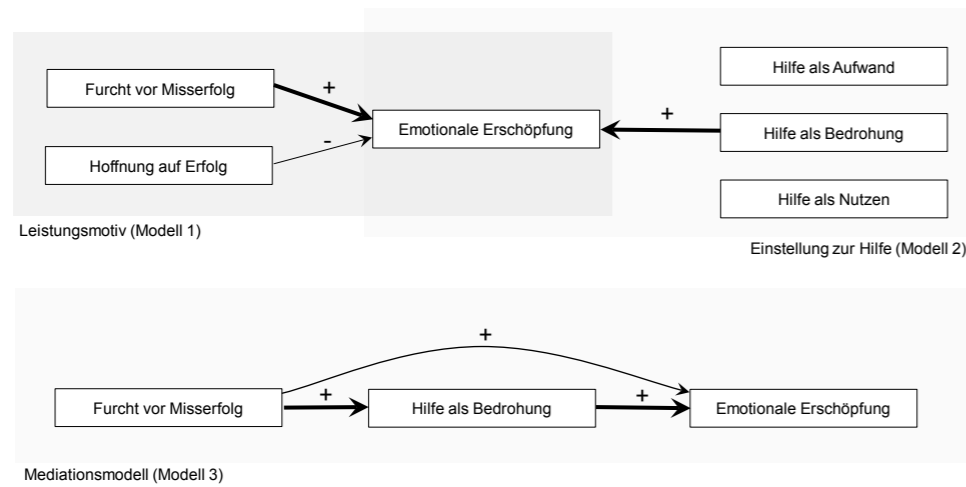 Furcht vor Misserfolg
+
Hoffnung auf Erfolg
-
Emotionale Erschöpfung
+
Hilfe als Aufwand
Hilfe als Bedrohung
Hilfe als Nutzen
Leistungsmotiv (Modell 1)
Einstellung zur Hilfe (Modell 2)
+
Furcht vor Misserfolg
+
Hilfe als Bedrohung
+
Emotionale Erschöpfung
Mediationsmodell (Modell 3)